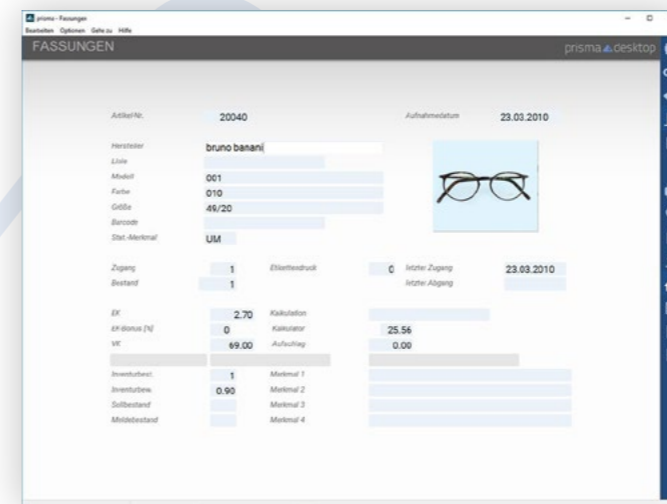 prisma - Fassungen
Bearbeiten Optionen Gehe zu Hilfe
FASSUNGEN prisma desktop
Artikel-Nr. 20040 Aufnahmedatum 23.03.2010
Hersteller bruno banani
Linie
Modell 001
Farbe 010
Größe 49/20
Barcode
Stat.-Merkmal UM
Zugang 1 Etikettendruck 0 letzter Zugang 23.03.2010
Bestand 1 letzter Abgang
EK 2.70 Kalkulation
EK-Bonus [%] 0 Kalkulator 25.56
VK 69.00 Aufschlag 0.00
Inventurbest. 1 Merkmal 1
Inventurbew. 0.90 Merkmal 2
Sollbestand Merkmal 3
Meldebestand Merkmal 4